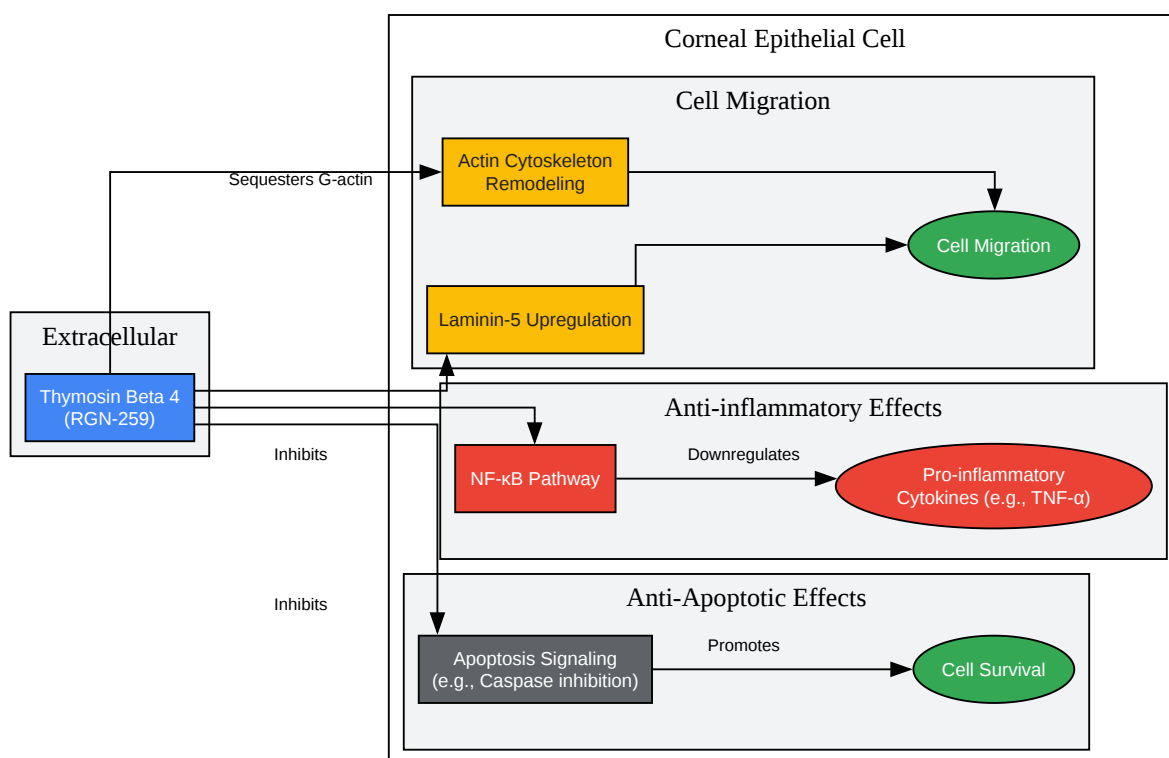 Corneal Epithelial Cell
Cell Migration
Actin Cytoskeleton
Remodeling
Sequesters G-actin
Cell Migration
Laminin-5 Upregulation
Extracellular
Thymosin Beta 4
(RGN-259)
Anti-inflammatory Effects
Inhibits
NF-κB Pathway
Downregulates
Pro-inflammatory
Cytokines (e.g., TNF-α)
Anti-Apoptotic Effects
Inhibits
Apoptosis Signaling
(e.g., Caspase inhibition)
Promotes
Cell Survival